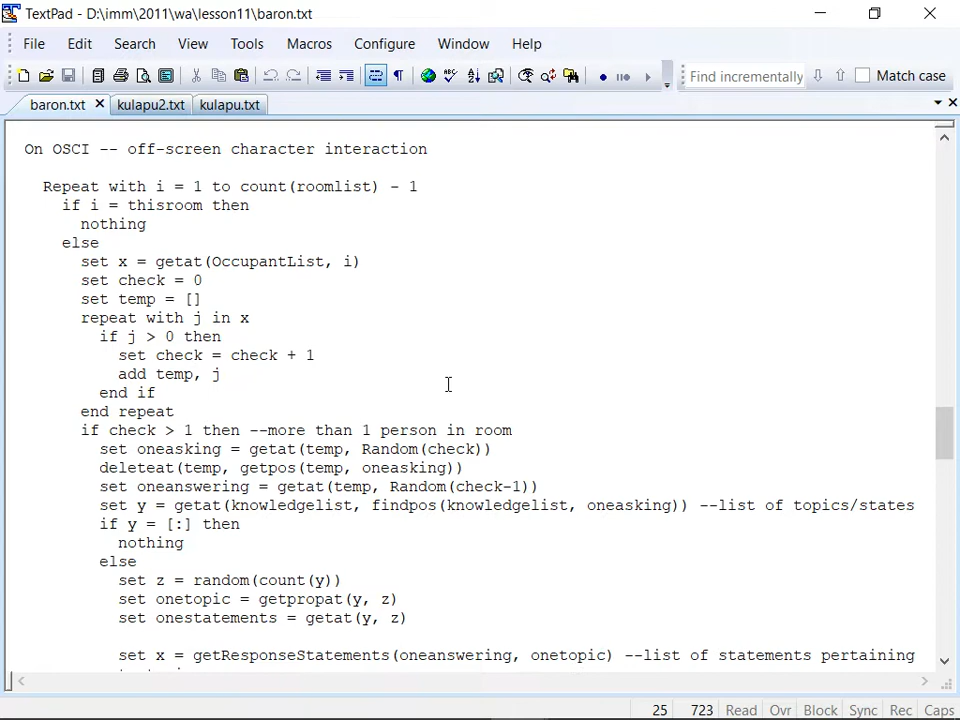 TextPad - D:\imm\2011\wa\lesson11\baron.txt
File Edit Search View Tools Macros Configure Window Help
Find incrementally Match case
baron.txt kulapu2.txt kulapu.txt
On OSCI -- off-screen character interaction
Repeat with i = 1 to count(roomlist) - 1
if i = thisroom then
nothing
else
set x = getat(OccupantList, i)
set check = 0
set temp = []
repeat with j in x
if j > 0 then
set check = check + 1
add temp, j
end if
end repeat
if check > 1 then --more than 1 person in room
set oneasking = getat(temp, Random(check))
deleteat(temp, getpos(temp, oneasking))
set oneanswering = getat(temp, Random(check-1))
set y = getat(knowledgelist, findpos(knowledgelist, oneasking)) --list of topics/states
if y = [:] then
nothing
else
set z = random(count(y))
set onetopic = getpropat(y, z)
set onestatements = getat(y, z)
set x = getResponseStatements(oneanswering, onetopic) --list of statements pertaining
25 723 Read Ovr Block Sync Rec Caps